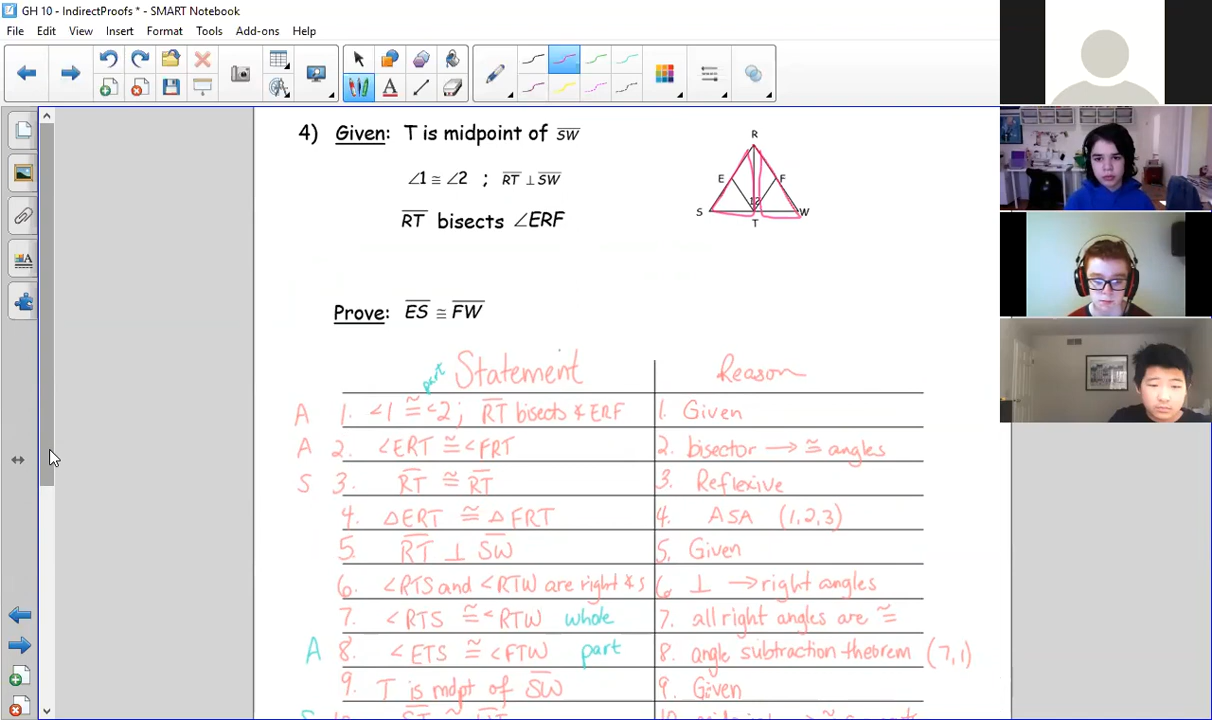 GH 10 - IndirectProofs * - SMART Notebook
File Edit View Insert Format Tools Add-ons Help
4) Given: T is midpoint of SW
∠1 ≅ ∠2 ; RT ⊥ SW
RT bisects ∠ERF
R
E F
12
S W
T
Prove: ES ≅ FW
part
Statement Reason
A 1. ∠1 ≅ ∠2; RT bisects ∢ ERF 1. Given
A 2. ∠ERT ≅ ∠FRT 2. bisector → ≅ angles
S 3. RT ≅ RT 3. Reflexive
4. △ERT ≅ △FRT 4. ASA (1,2,3)
5. RT ⊥ SW 5. Given
6. ∠RTS and ∠RTW are right ∢s 6. ⊥ → right angles
7. ∠RTS ≅ ∠RTW whole 7. all right angles are ≅
A 8. ∠ETS ≅ ∠FTW part 8. angle subtraction theorem (7,1)
9. T is mdpt of SW 9. Given